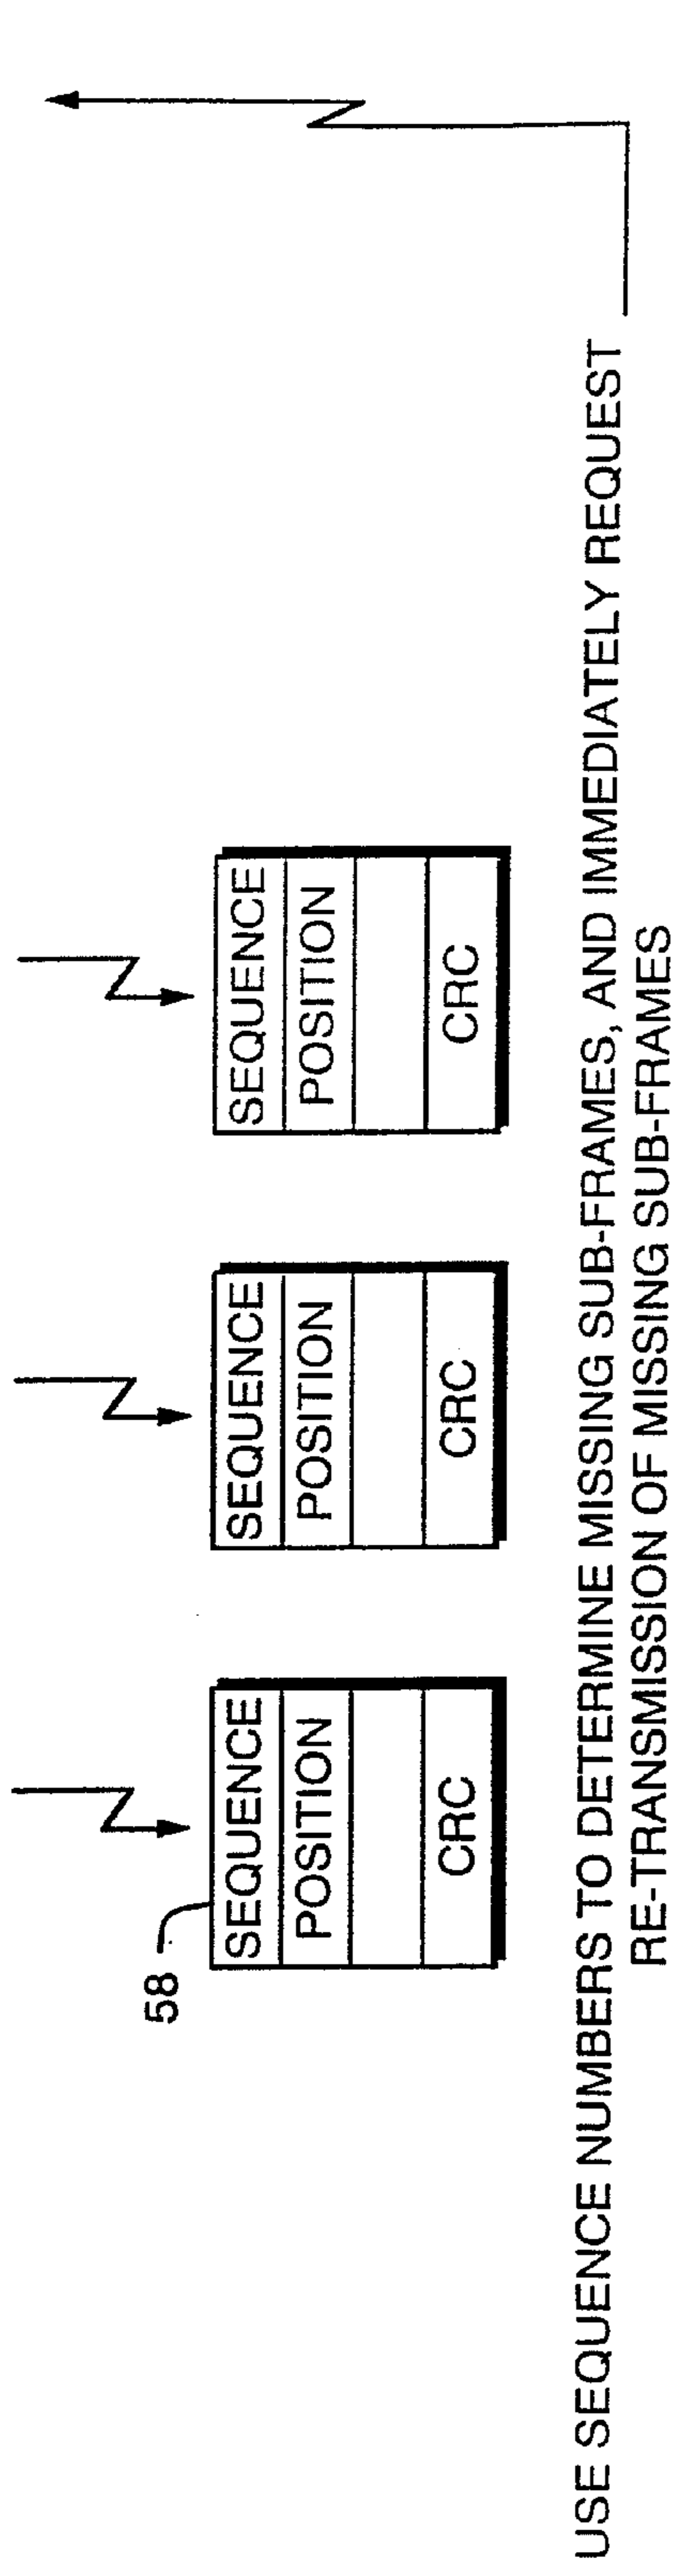 58
SEQUENCE
POSITION
CRC
SEQUENCE
POSITION
CRC
SEQUENCE
POSITION
CRC
USE SEQUENCE NUMBERS TO DETERMINE MISSING SUB-FRAMES, AND IMMEDIATELY REQUEST
RE-TRANSMISSION OF MISSING SUB-FRAMES